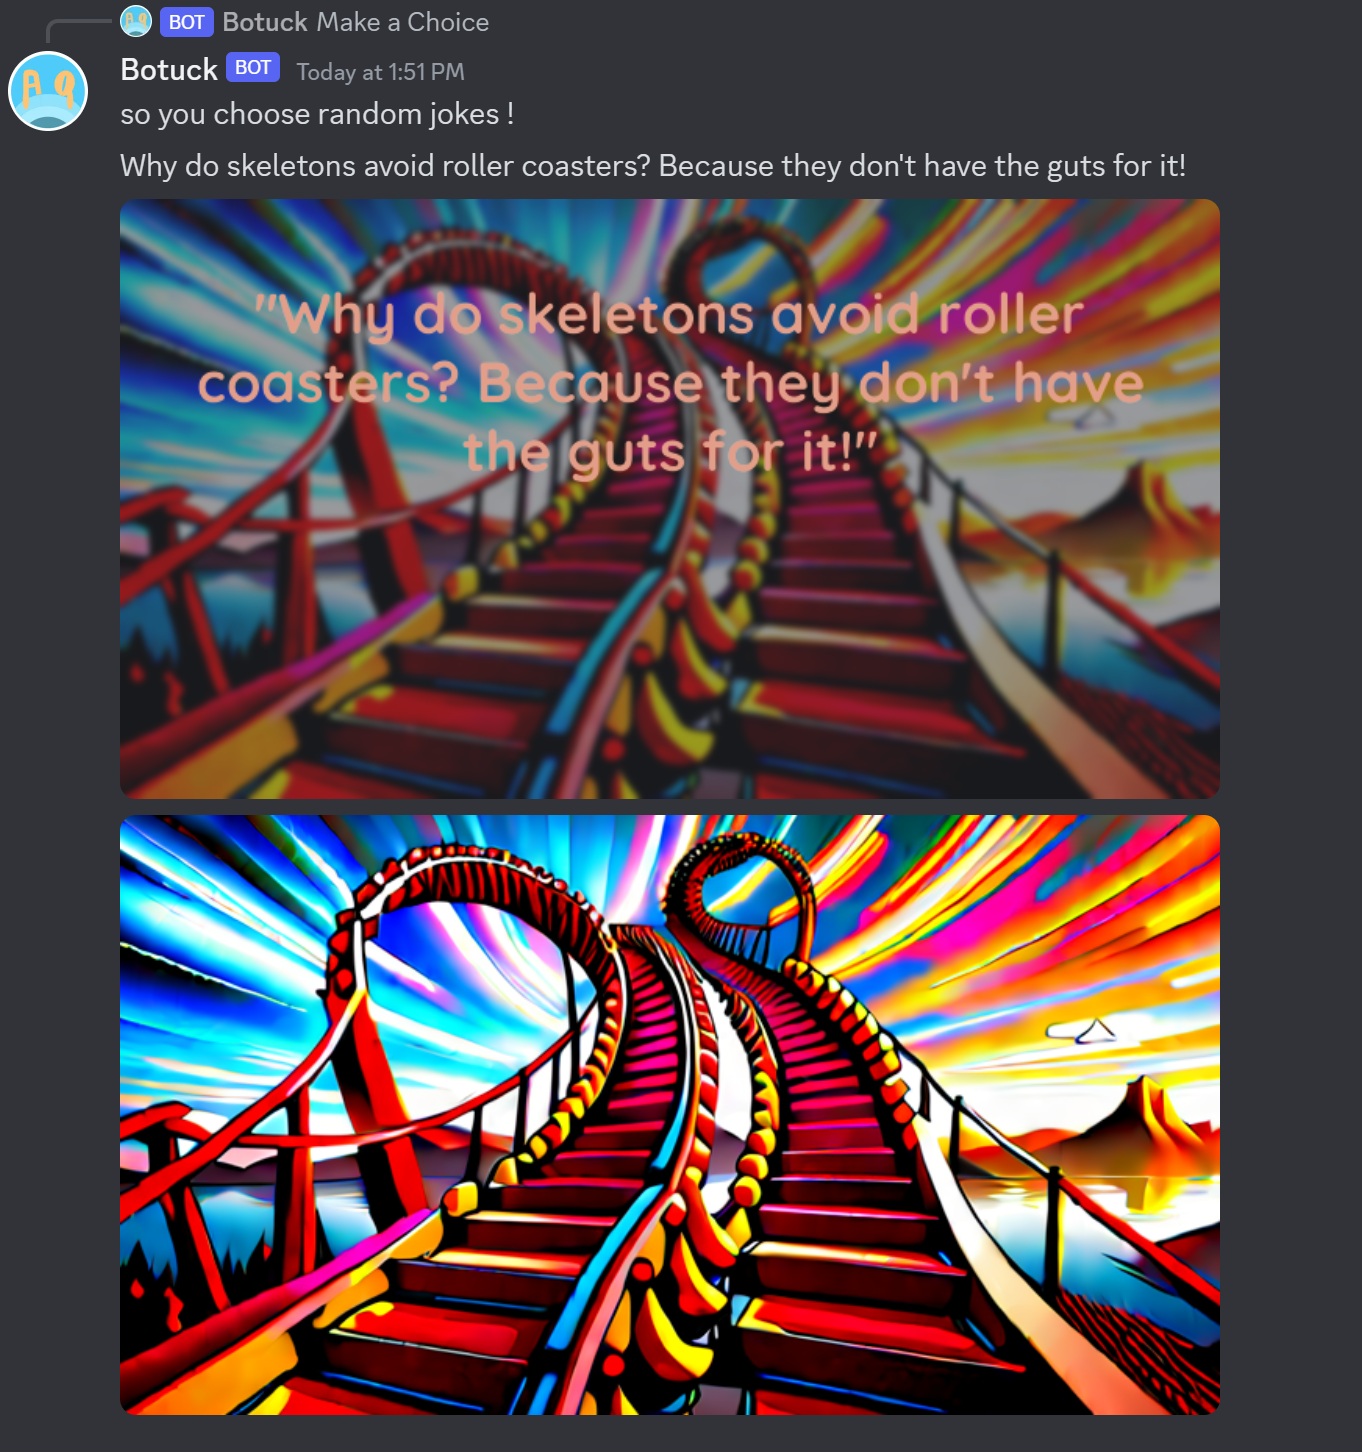 BOT Botuck Make a Choice
Botuck BOT Today at 1:51 PM
so you choose random jokes !
Why do skeletons avoid roller coasters? Because they don't have the guts for it!
"Why do skeletons avoid roller
coasters? Because they don't have
the guts for it!"